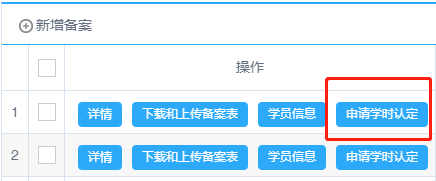 新增备案
操作
1 详情 下载和上传备案表 学员信息 申请学时认定
2 详情 下载和上传备案表 学员信息 申请学时认定